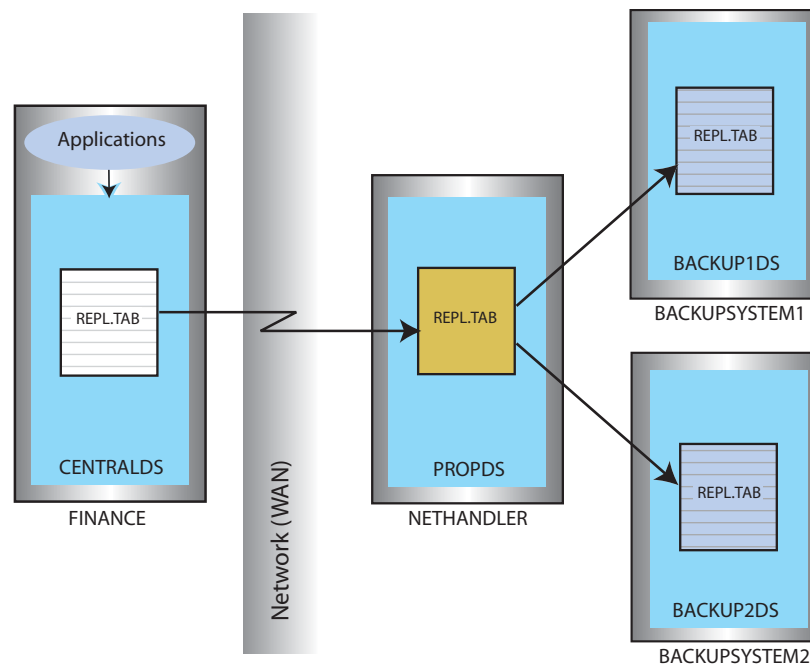 Applications
REPL.TAB
CENTRALDS
FINANCE
Network (WAN)
REPL.TAB
PROPDS
NETHANDLER
REPL.TAB
BACKUP1DS
BACKUPSYSTEM1
REPL.TAB
BACKUP2DS
BACKUPSYSTEM2